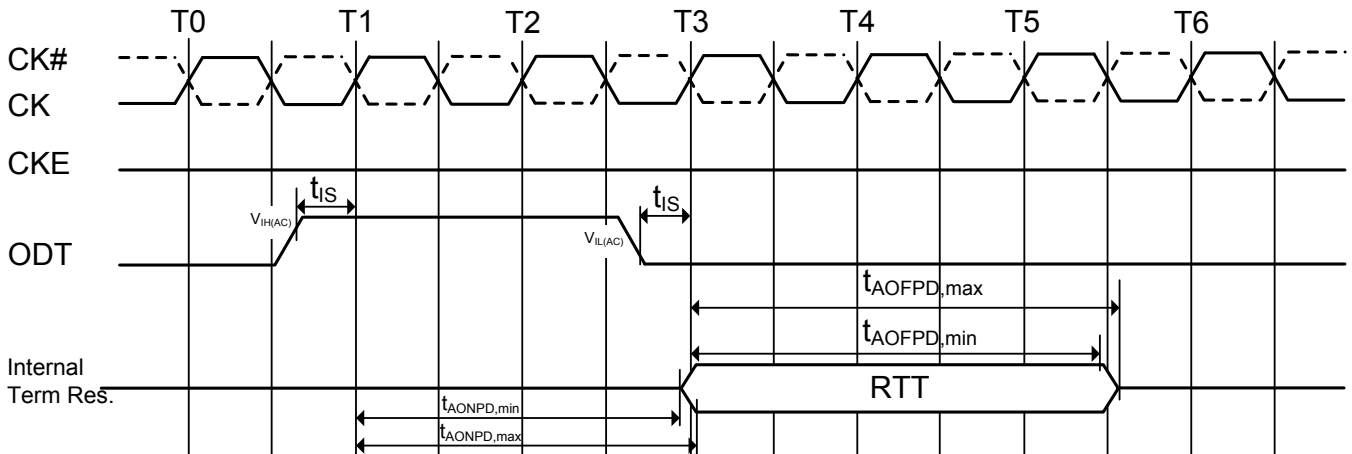 T0 T1 T2 T3 T4 T5 T6
CK#
CK
CKE
tIS tIS
VIH(AC) VIL(AC)
ODT
tAOFPD,max
tAOFPD,min
Internal
Term Res.
RTT
tAONPD,min
tAONPD,max